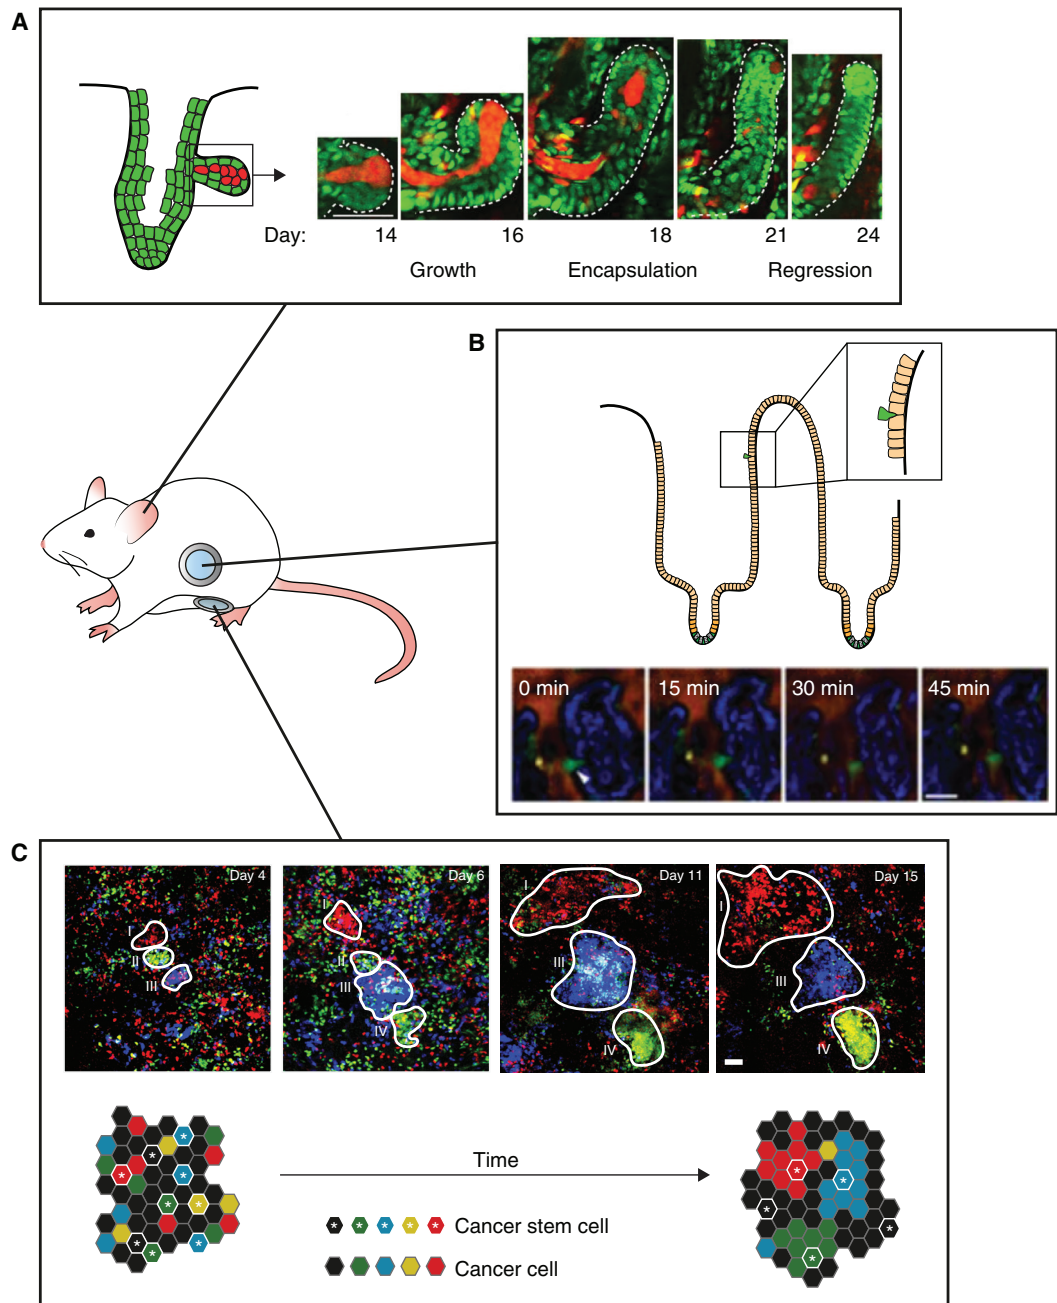 A
Day: 14 16 18 21 24
Growth Encapsulation Regression
B
0 min 15 min 30 min 45 min
C
Day 4 Day 6 Day 11 Day 15
I I I I
II II
III III III III
IV IV IV
Time
* * * * * Cancer stem cell
Cancer cell